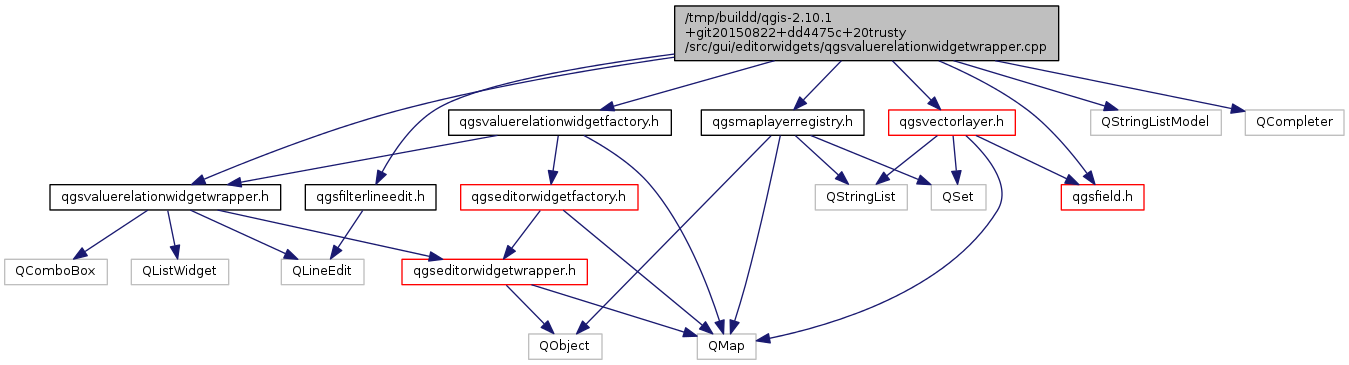 /tmp/buildd/qgis-2.10.1
+git20150822+dd4475c+20trusty
/src/gui/editorwidgets/qgsvaluerelationwidgetwrapper.cpp
qgsvaluerelationwidgetfactory.h
qgsmaplayerregistry.h
qgsvectorlayer.h
QStringListModel
QCompleter
qgsvaluerelationwidgetwrapper.h
qgsfilterlineedit.h
qgseditorwidgetfactory.h
QStringList
QSet
qgsfield.h
QComboBox
QListWidget
QLineEdit
qgseditorwidgetwrapper.h
QObject
QMap